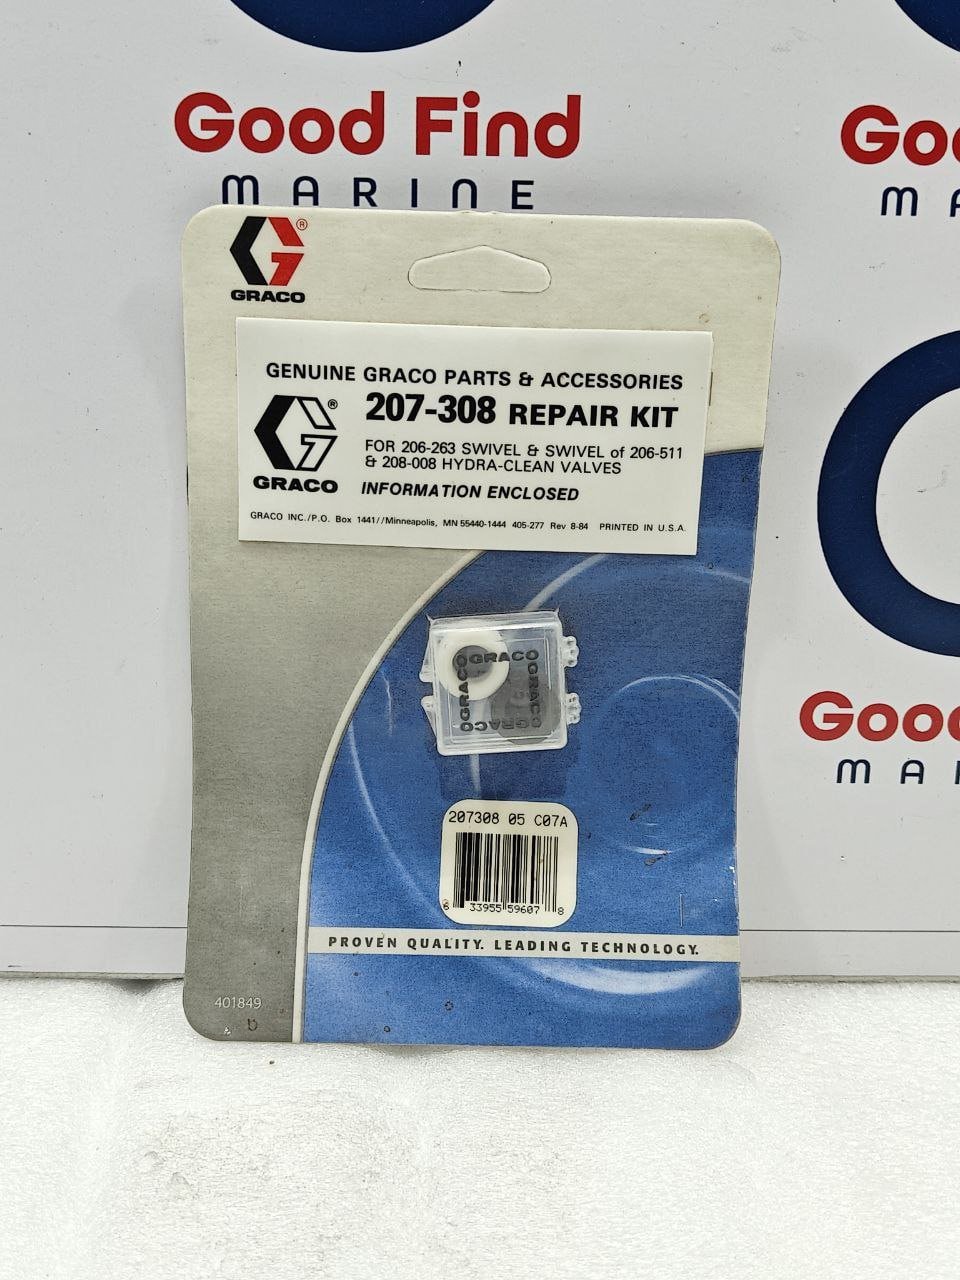 Good Find
MARINE
Goo
MA
®
GRACO
GENUINE GRACO PARTS & ACCESSORIES
®
207-308 REPAIR KIT
FOR 206-263 SWIVEL & SWIVEL of 206-511
& 208-008 HYDRA-CLEAN VALVES
GRACO
INFORMATION ENCLOSED
GRACO INC./P.O. Box 1441//Minneapolis, MN 55440-1444 405-277 Rev 8-84 PRINTED IN U.S.A.
GRACO
GRACO
GRACO
GRACO
Good
MAR
207308 05 C07A
6 33955 59607 8
PROVEN QUALITY. LEADING TECHNOLOGY.
401849